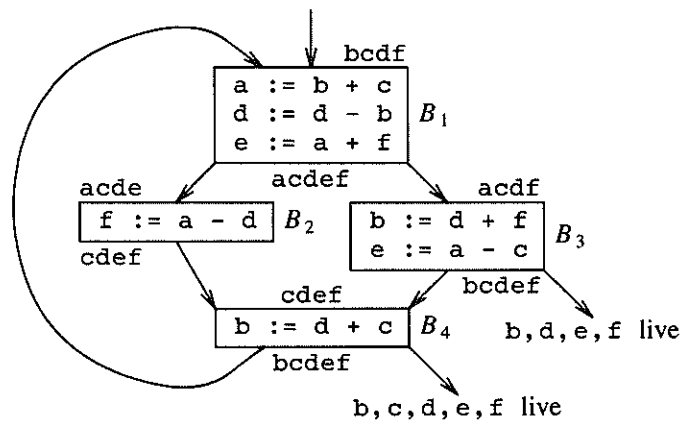 bcdf
a := b + c
d := d - b
e := a + f
B1
acdef
acde
f := a - d
B2
cdef
acdf
b := d + f
e := a - c
B3
bcdef
b,d,e,f live
cdef
b := d + c
B4
bcdef
b,c,d,e,f live